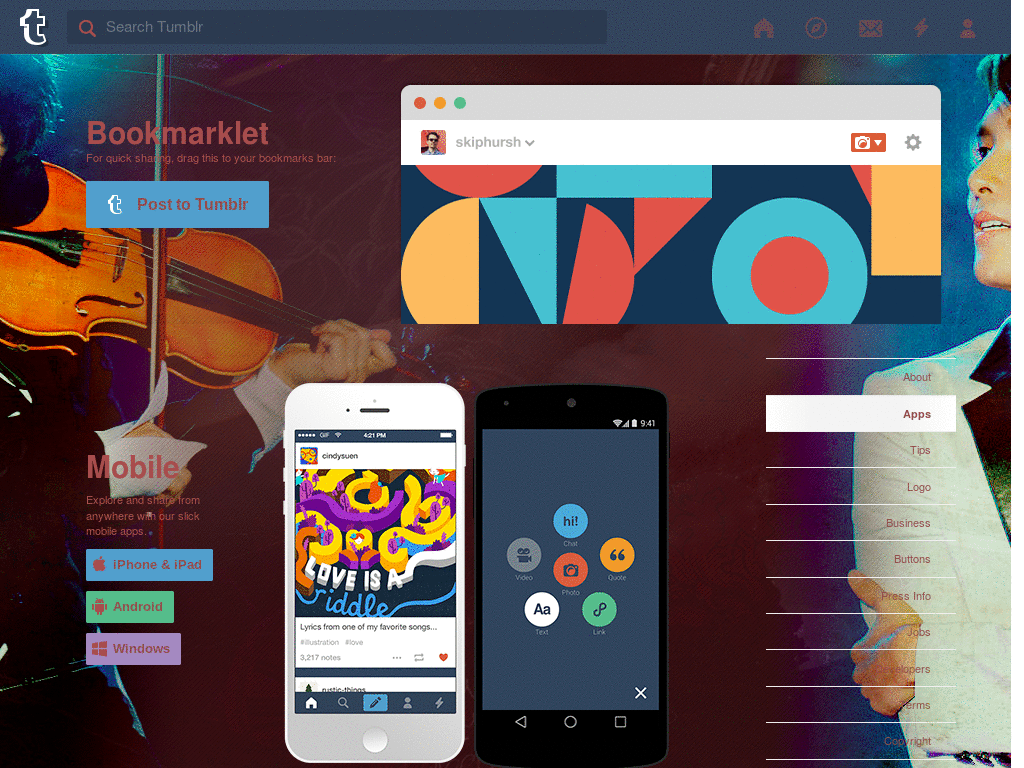 Search Tumblr
Bookmarklet
For quick sharing, drag this to your bookmarks bar:
Post to Tumblr
skiphursh
Mobile
Explore and share from
anywhere with our slick
mobile apps.
iPhone & iPad
Android
Windows
GIF 4:21 PM
cindysuen
LOVE IS A
riddle
Lyrics from one of my favorite songs...
#illustration #love
3,217 notes
rustic-things
9:41
hi!
Chat
Video
Quote
Photo
Aa
Text
Link
About
Apps
Tips
Logo
Business
Buttons
Press Info
Jobs
Developers
Terms
Copyright